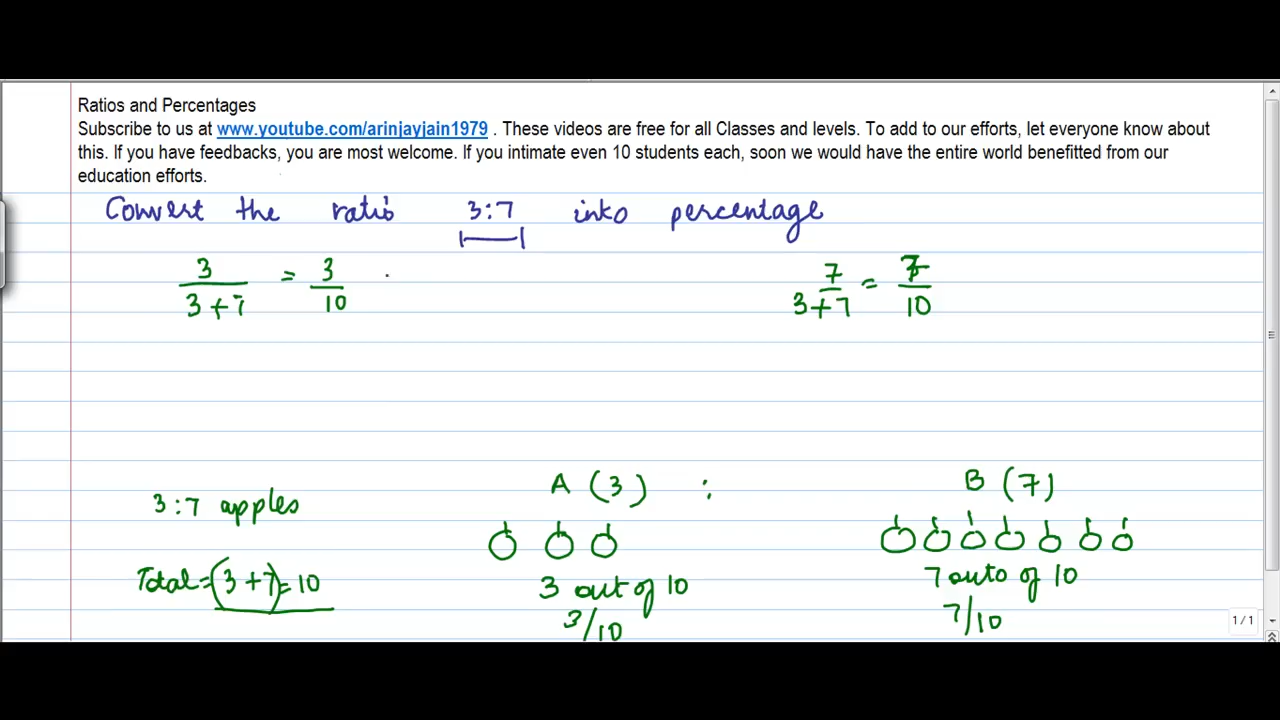 Ratios and Percentages
Subscribe to us at www.youtube.com/arinjayjain1979 . These videos are free for all Classes and levels. To add to our efforts, let everyone know about
this. If you have feedbacks, you are most welcome. If you intimate even 10 students each, soon we would have the entire world benefitted from our
education efforts.
Convert the ratio 3:7 into percentage
3/3+7 = 3/10
7/3+7 = 7/10
A (3) : B (7)
3:7 apples
Total=(3+7)=10
3 out of 10
3/10
7 outo of 10
7/10
1 / 1